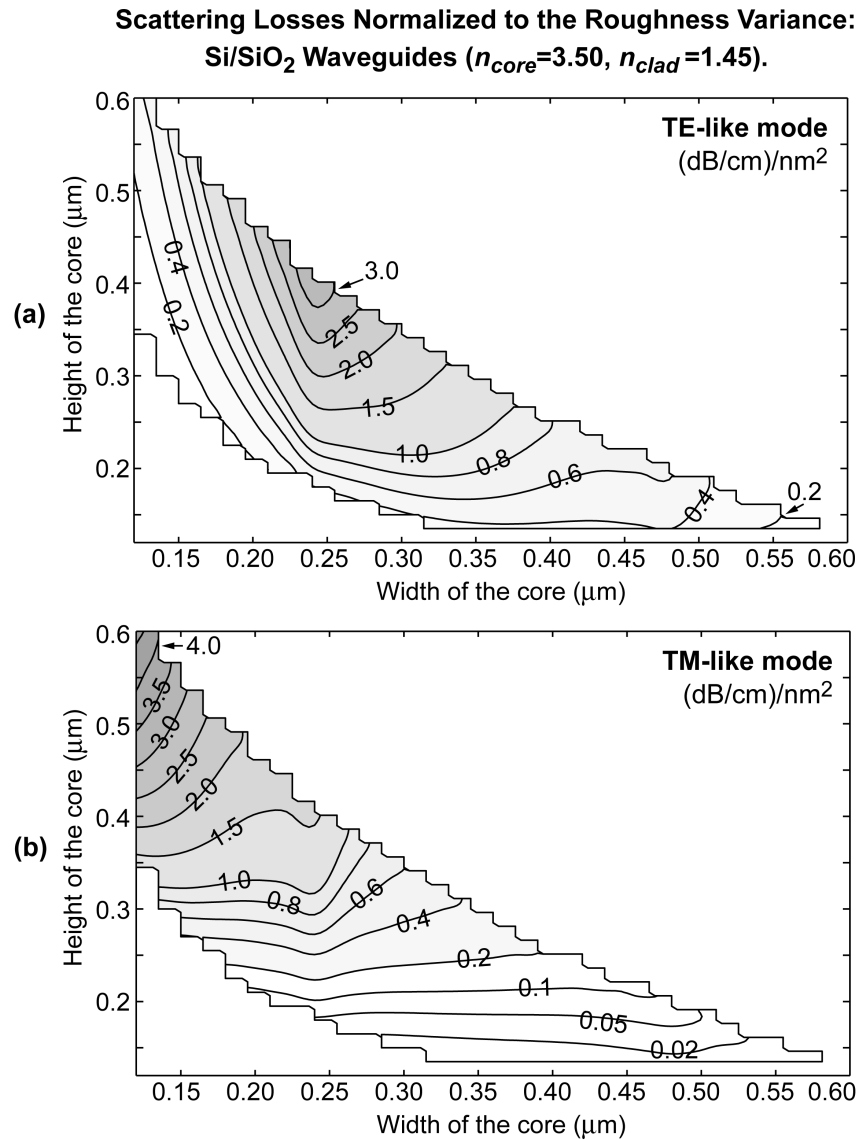 Scattering Losses Normalized to the Roughness Variance:
Si/SiO2 Waveguides (ncore=3.50, nclad=1.45).
TE-like mode
(dB/cm)/nm2
0.6
0.5
0.4
0.3
0.2
Height of the core (μm)
(a)
0.4
0.2
3.0
2.5
2.0
1.5
1.0
0.8
0.6
0.4
0.2
0.15 0.20 0.25 0.30 0.35 0.40 0.45 0.50 0.55 0.60
Width of the core (μm)
TM-like mode
(dB/cm)/nm2
0.6
0.5
0.4
0.3
0.2
Height of the core (μm)
(b)
4.0
3.5
3.0
2.5
2.0
1.5
1.0
0.8
0.6
0.4
0.2
0.1
0.05
0.02
0.15 0.20 0.25 0.30 0.35 0.40 0.45 0.50 0.55 0.60
Width of the core (μm)